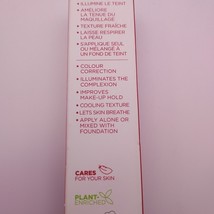 • ILLUMINE LE TEINT
• AMÉLIORE
LA TENUE DU
MAQUILLAGE
• TEXTURE FRAÎCHE
• LAISSE RESPIRER
LA PEAU
• S'APPLIQUE SEUL
OU MÉLANGÉ À
UN FOND DE TEINT
• COLOUR
CORRECTION
• ILLUMINATES THE
COMPLEXION
• IMPROVES
MAKE-UP HOLD
• COOLING TEXTURE
• LETS SKIN BREATHE
• APPLY ALONE OR
MIXED WITH
FOUNDATION
CARES
FOR YOUR SKIN.
PLANT-
ENRICHED